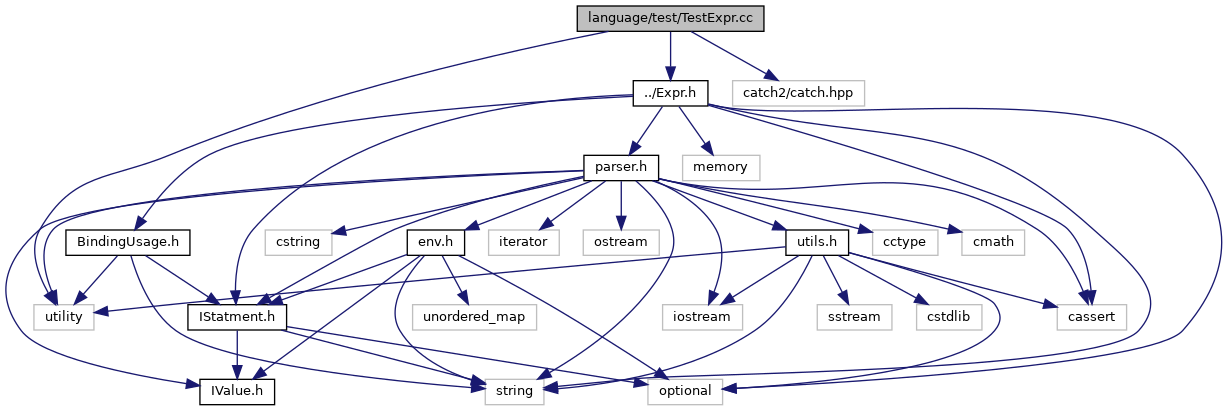 language/test/TestExpr.cc
../Expr.h
catch2/catch.hpp
parser.h
memory
BindingUsage.h
cstring
env.h
iterator
ostream
utils.h
cctype
cmath
utility
IStatment.h
unordered_map
iostream
sstream
cstdlib
cassert
IValue.h
string
optional